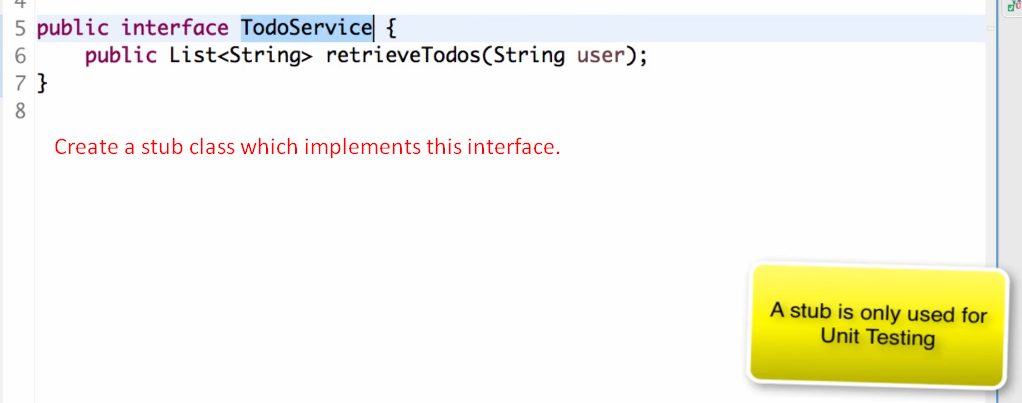 4
5 public interface TodoService {
6     public List<String> retrieveTodos(String user);
7 }
8
Create a stub class which implements this interface.
A stub is only used for
Unit Testing